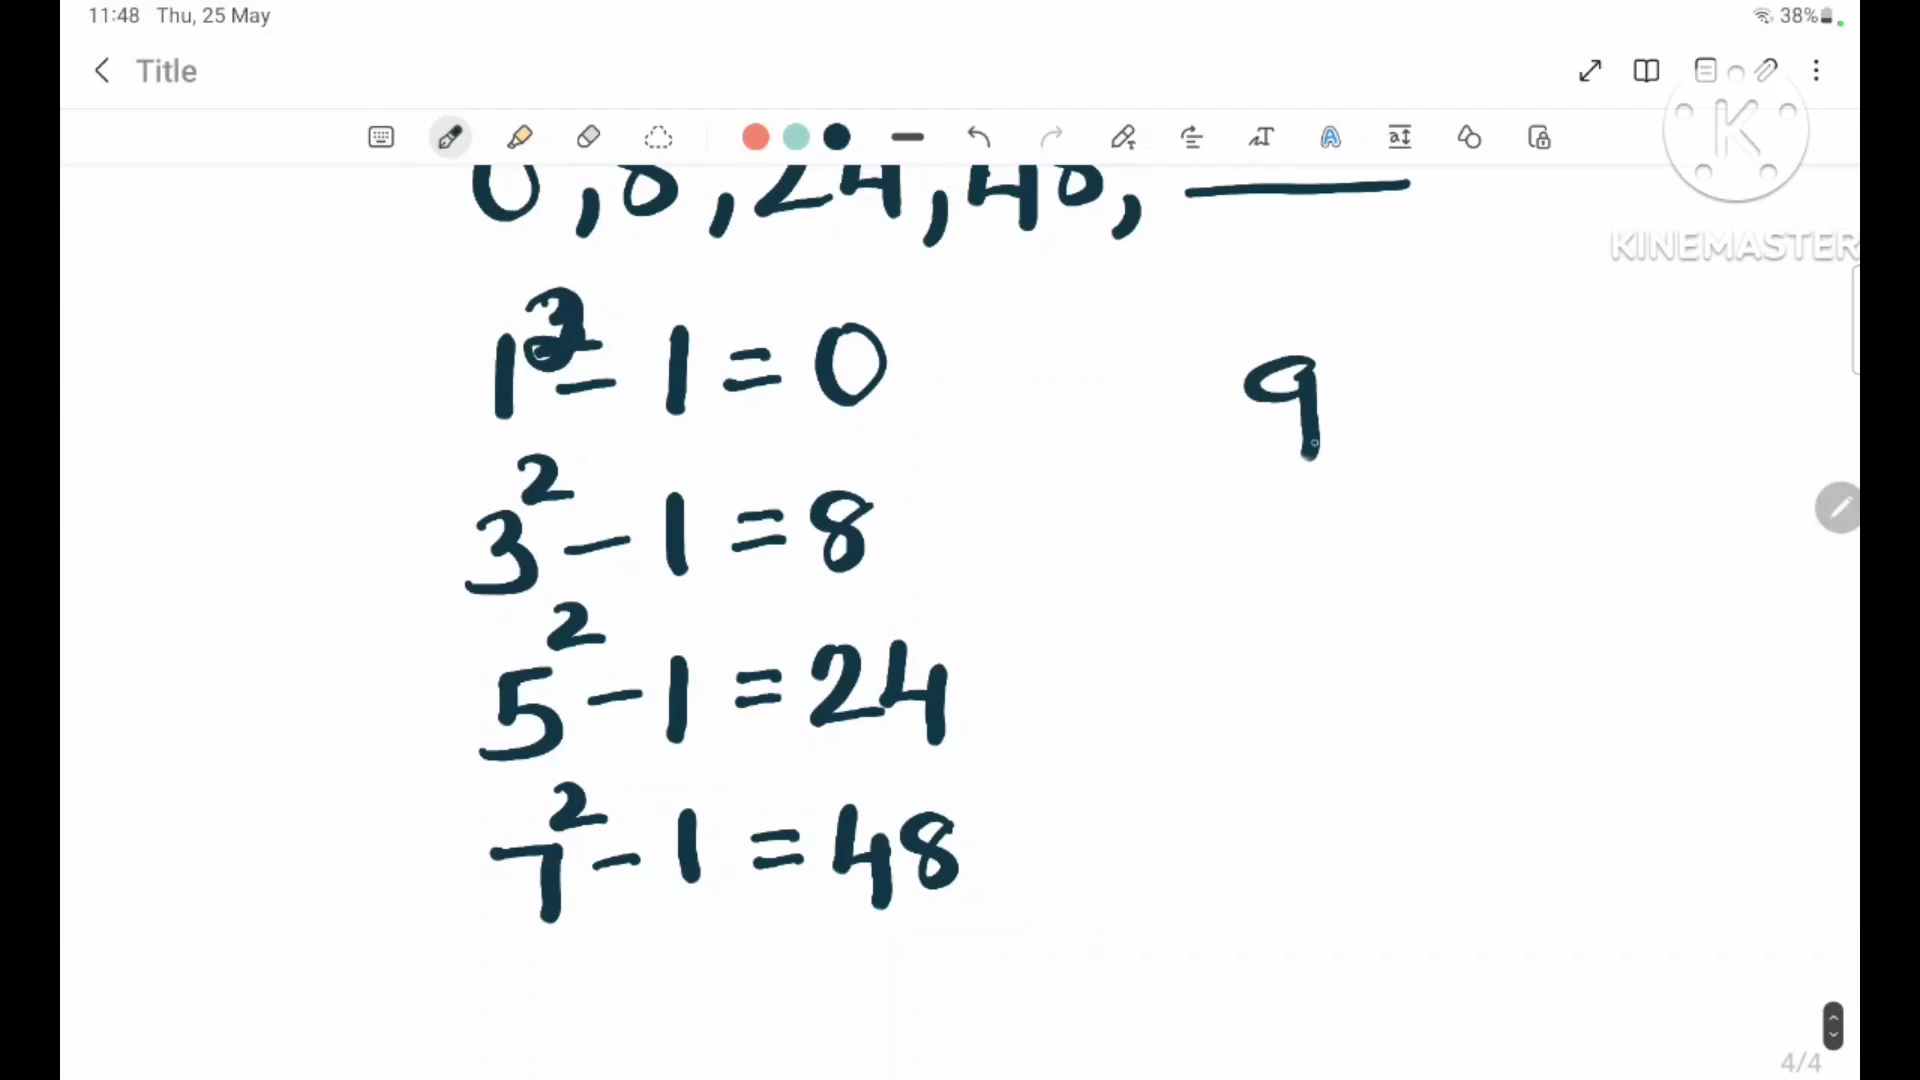 11:48 Thu, 25 May 38%
Title
K
KINEMASTER
0, 8, 24, 48, ___
1² - 1 = 0
9
3² - 1 = 8
5² - 1 = 24
7² - 1 = 48
4/4